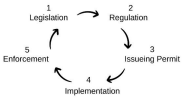 1
Legislation
2
Regulation
3
Issueing Permit
4
Implementation
5
Enforcement